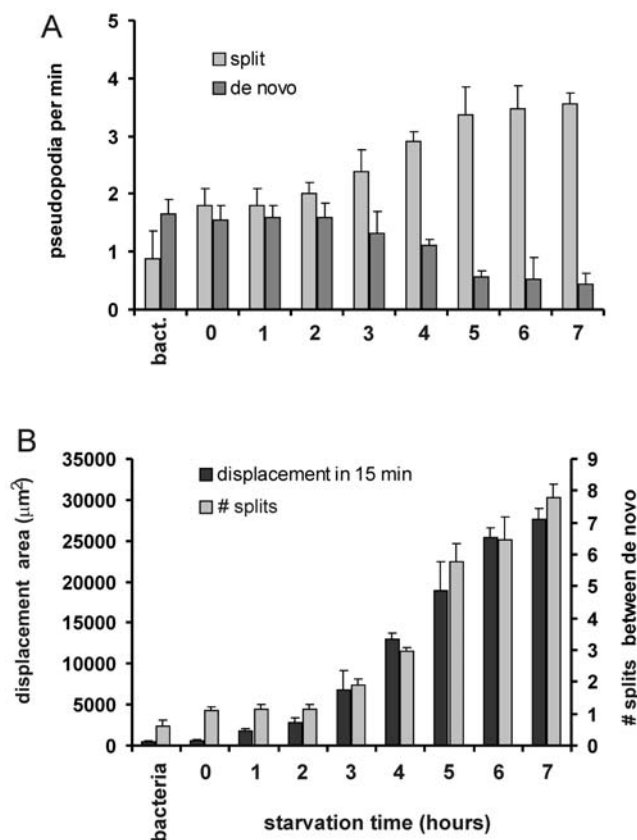 A
5
4
3
2
1
0
pseudopodia per min
split
de novo
bact.
0 1 2 3 4 5 6 7
B
35000
30000
25000
20000
15000
10000
5000
0
displacement area (μm²)
displacement in 15 min
# splits
9
8
7
6
5
4
3
2
1
0
# splits between de novo
bacteria
0 1 2 3 4 5 6 7
starvation time (hours)